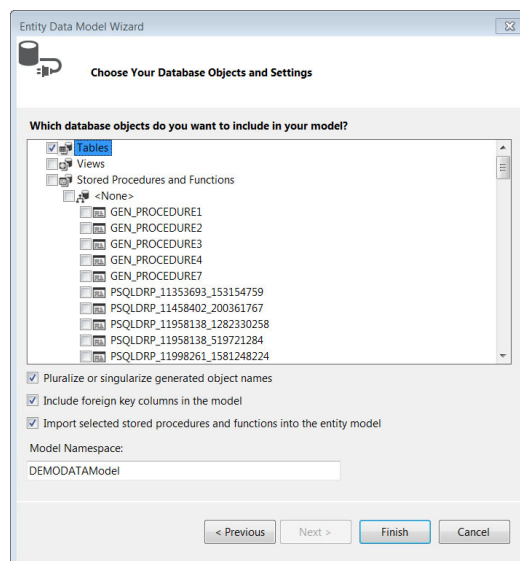 Entity Data Model Wizard
Choose Your Database Objects and Settings
Which database objects do you want to include in your model?
Tables
Views
Stored Procedures and Functions
<None>
GEN_PROCEDURE1
GEN_PROCEDURE2
GEN_PROCEDURE3
GEN_PROCEDURE4
GEN_PROCEDURE7
PSQLDRP_11353693_153154759
PSQLDRP_11458402_200361767
PSQLDRP_11958138_1282330258
PSQLDRP_11958138_519721284
PSQLDRP_11998261_1581248224
Pluralize or singularize generated object names
Include foreign key columns in the model
Import selected stored procedures and functions into the entity model
Model Namespace:
DEMODATAModel
< Previous Next > Finish Cancel